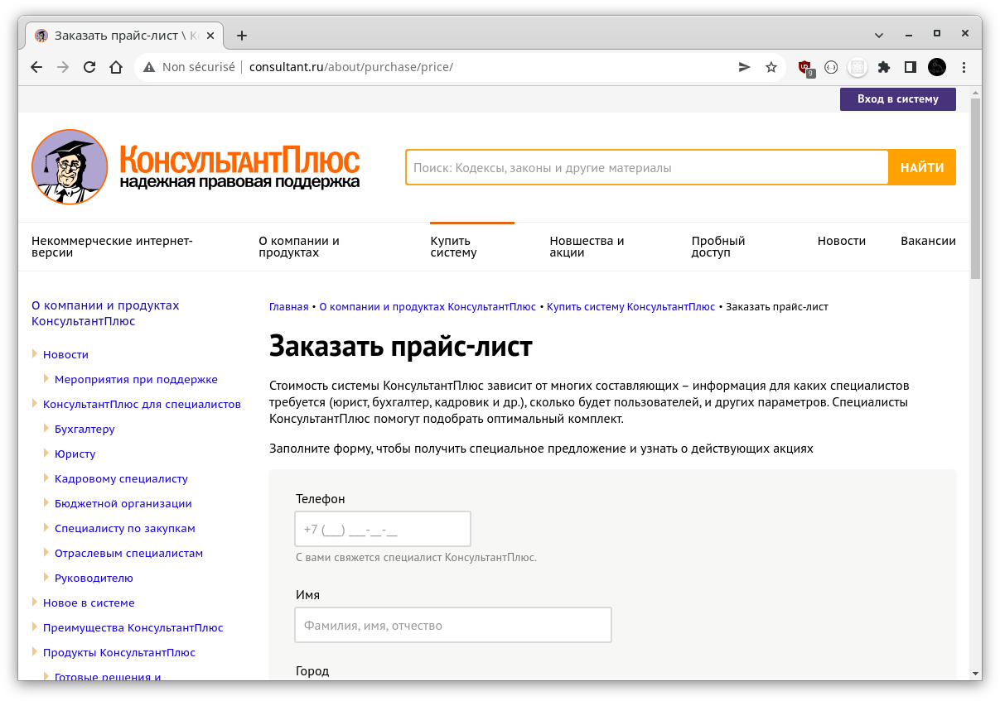 Заказать прайс-лист \ К
Non sécurisé
consultant.ru/about/purchase/price/
9
Вход в систему
КонсультантПлюс
надежная правовая поддержка
Поиск: Кодексы, законы и другие материалы
НАЙТИ
Некоммерческие интернет-
версии
О компании и
продуктах
Купить
систему
Новшества и
акции
Пробный
доступ
Новости
Вакансии
О компании и продуктах
КонсультантПлюс
Новости
Мероприятия при поддержке
КонсультантПлюс для специалистов
Бухгалтеру
Юристу
Кадровому специалисту
Бюджетной организации
Специалисту по закупкам
Отраслевым специалистам
Руководителю
Новое в системе
Преимущества КонсультантПлюс
Продукты КонсультантПлюс
Готовые решения и
Главная • О компании и продуктах КонсультантПлюс • Купить систему КонсультантПлюс • Заказать прайс-лист
Заказать прайс-лист
Стоимость системы КонсультантПлюс зависит от многих составляющих – информация для каких специалистов
требуется (юрист, бухгалтер, кадровик и др.), сколько будет пользователей, и других параметров. Специалисты
КонсультантПлюс помогут подобрать оптимальный комплект.
Заполните форму, чтобы получить специальное предложение и узнать о действующих акциях
Телефон
+7 (___) ___-__-__
С вами свяжется специалист КонсультантПлюс.
Имя
Фамилия, имя, отчество
Город